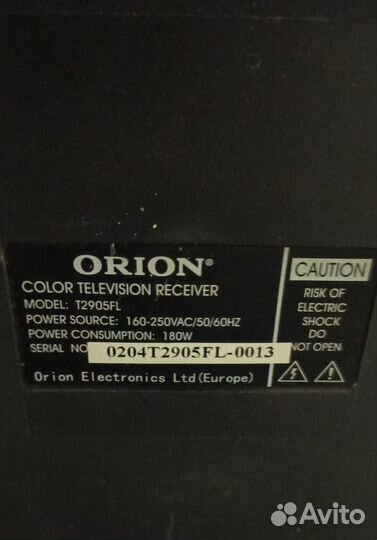 ORION®
COLOR TELEVISION RECEIVER
MODEL: T2905FL
POWER SOURCE: 160-250VAC/50/60HZ
POWER CONSUMPTION: 180W
SERIAL NO
0204T2905FL-0013
Orion Electronics Ltd(Europe)
CAUTION
RISK OF
ELECTRIC
SHOCK
DO
NOT OPEN
Avito